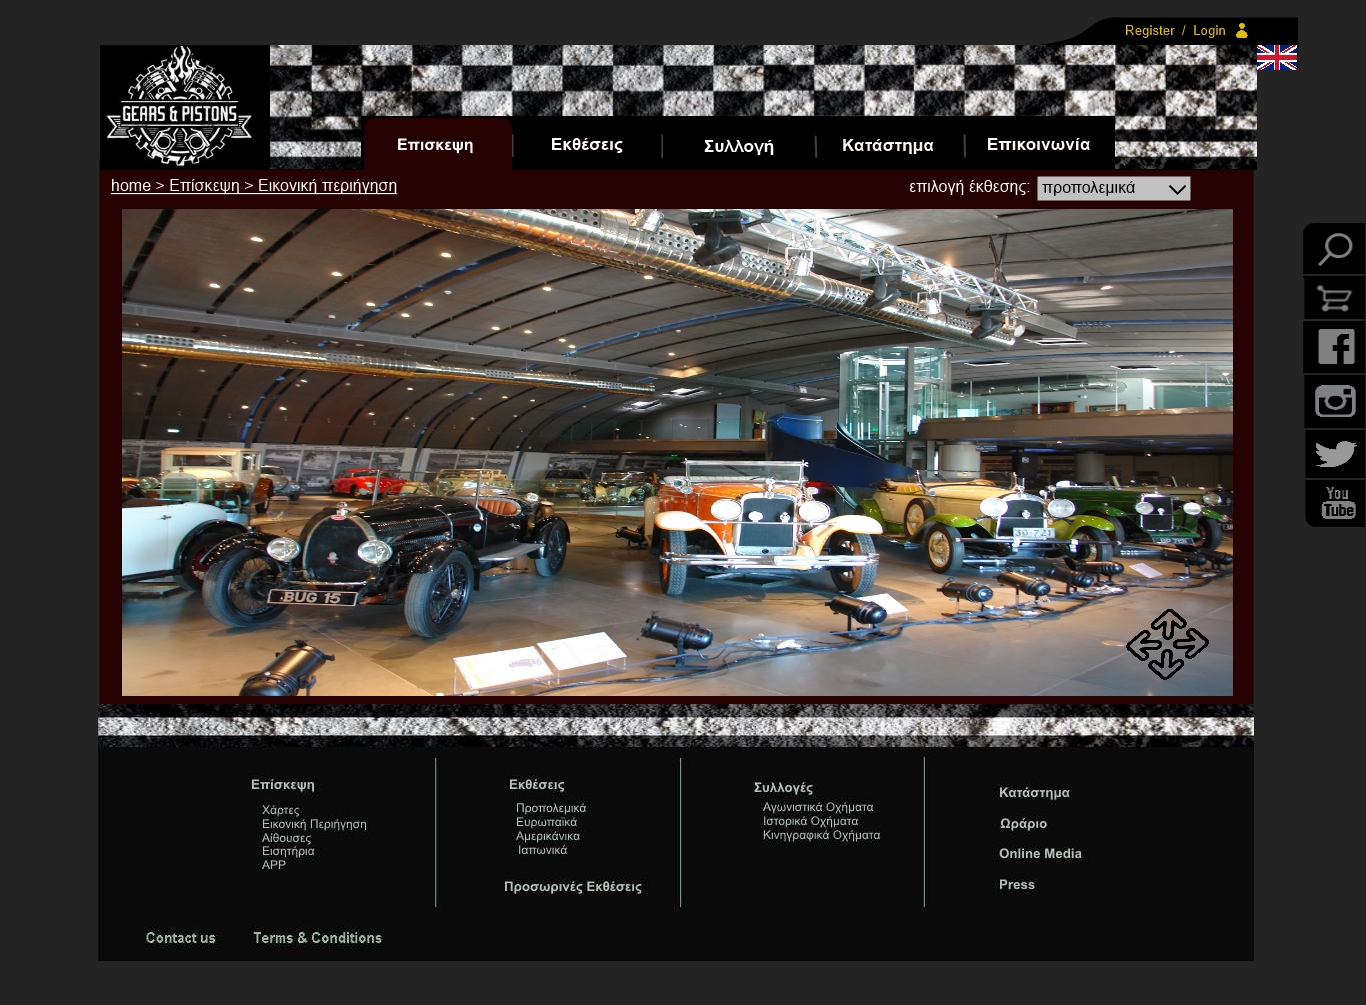 Register / Login
GEARS & PISTONS
Επισκεψη
Εκθέσεις
Συλλογή
Κατάστημα
Επικοινωνία
home > Επίσκεψη > Εικονική περιήγηση
επιλογή έκθεσης:
προπολεμικά
You
Tube
BUG 15
Επίσκεψη
Χάρτες
Εικονική Περιήγηση
Αίθουσες
Εισητήρια
APP
Εκθέσεις
Προπολεμικά
Ευρωπαϊκά
Αμερικάνικα
Ιαπωνικά
Προσωρινές Εκθέσεις
Συλλογές
Αγωνιστικά Οχήματα
Ιστορικά Οχήματα
Κινηγραφικά Οχήματα
Κατάστημα
Ωράριο
Online Media
Press
Contact us
Terms & Conditions